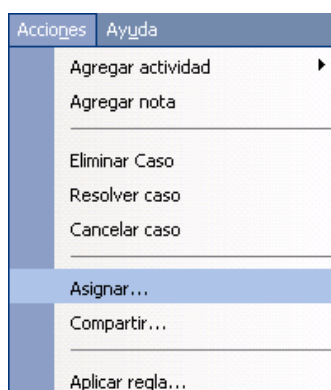 Acciones Ayuda
Agregar actividad
Agregar nota
Eliminar Caso
Resolver caso
Cancelar caso
Asignar...
Compartir...
Aplicar regla...